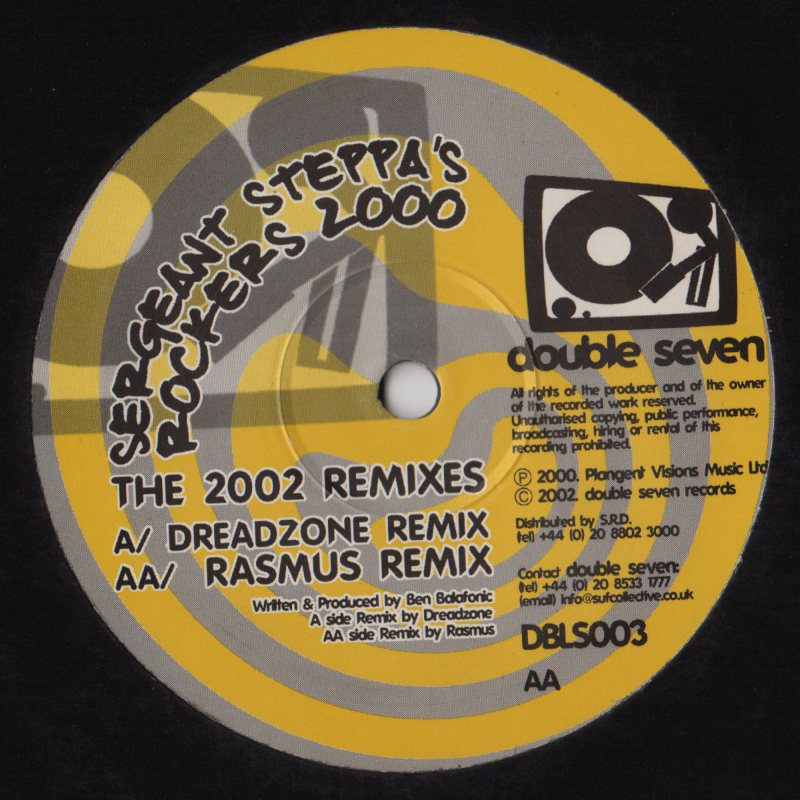 SERGEANT STEPPA'S
ROCKERS 2000
THE 2002 REMIXES
A/ DREADZONE REMIX
AA/ RASMUS REMIX
Written & Produced by Ben Balafonic
A side Remix by Dreadzone
AA side Remix by Rasmus
double seven
All rights of the producer and of the owner
of the recorded work reserved.
Unauthorised copying, public performance,
broadcasting, hiring or rental of this
recording prohibited.
Ⓟ 2000. Plangent Visions Music Ltd
© 2002. double seven records
Distributed by S.R.D.
(tel) +44 (0) 20 8802 3000
Contact double seven:
(tel) +44 (0) 20 8533 1777
(email) info@sufcollective.co.uk
DBLS003
AA